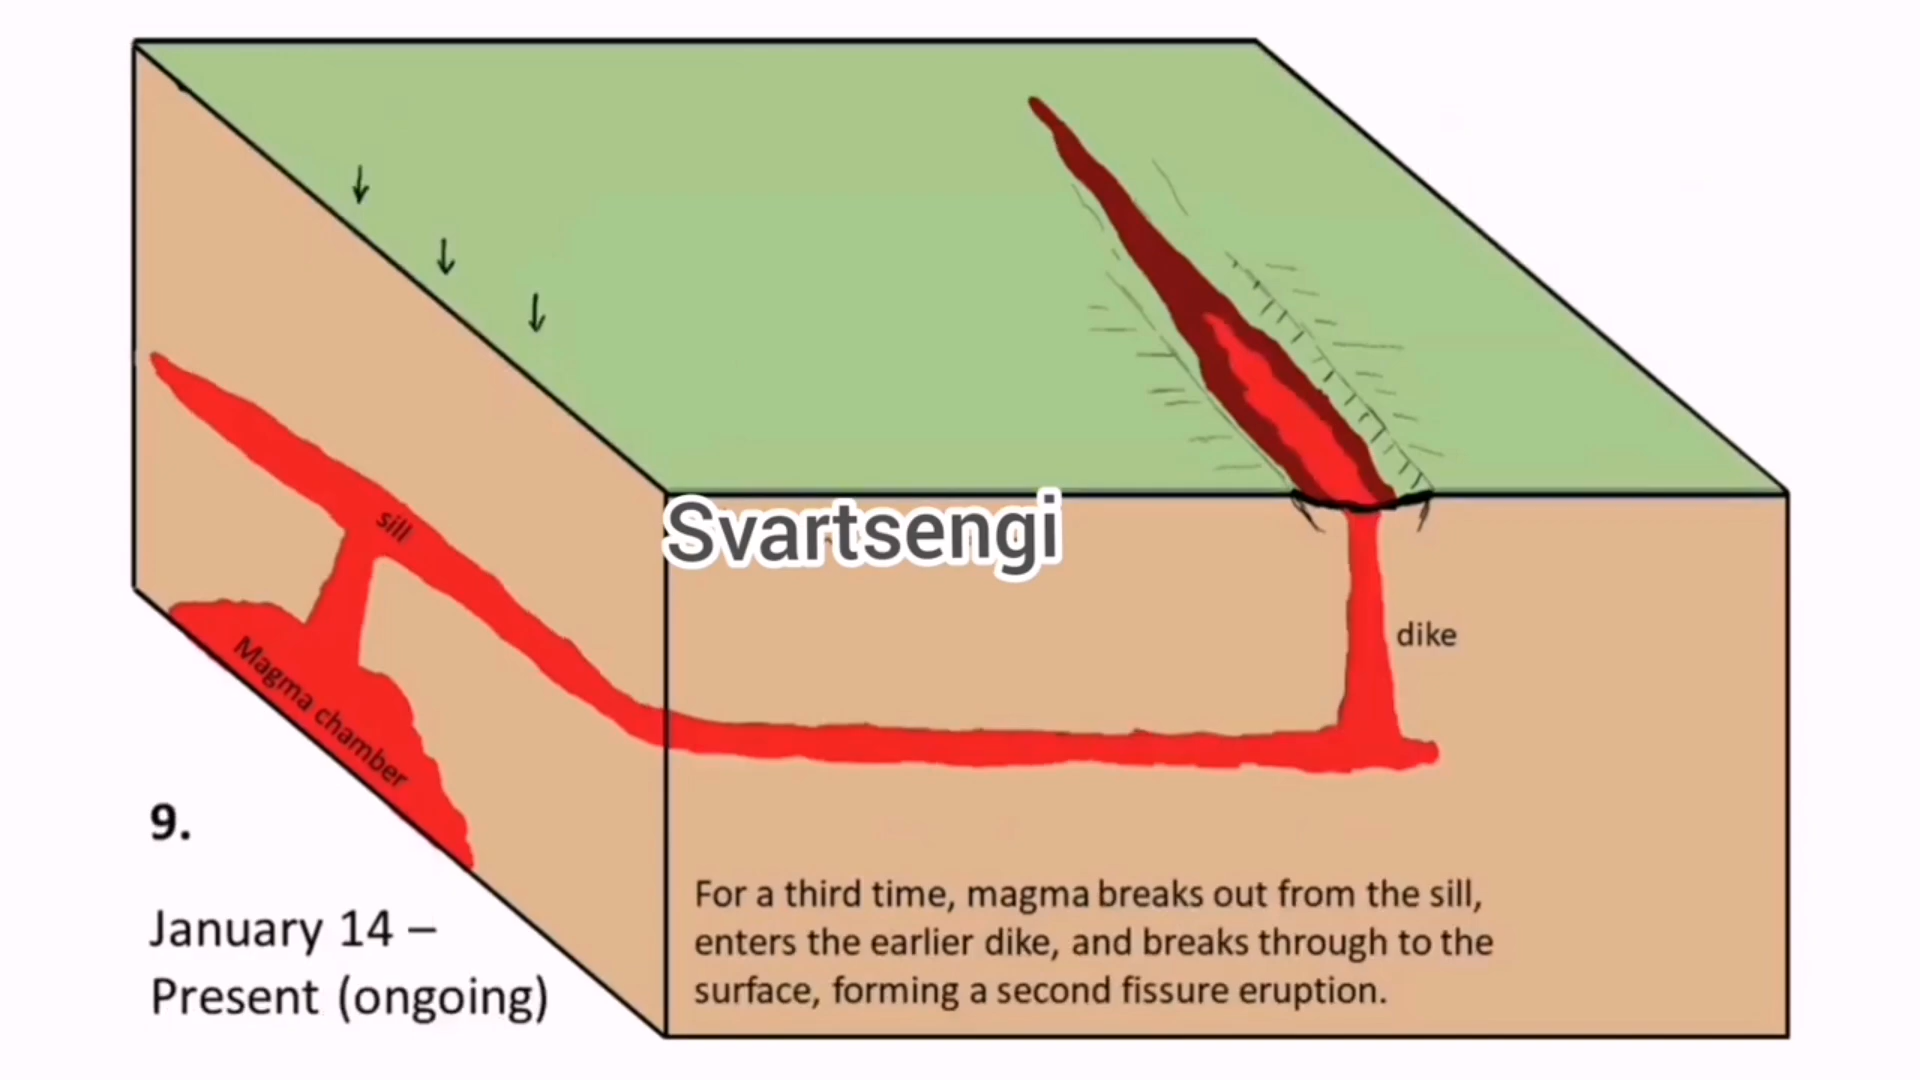 sill
Svartsengi
dike
Magma chamber
9.
January 14 –
Present (ongoing)
For a third time, magma breaks out from the sill,
enters the earlier dike, and breaks through to the
surface, forming a second fissure eruption.